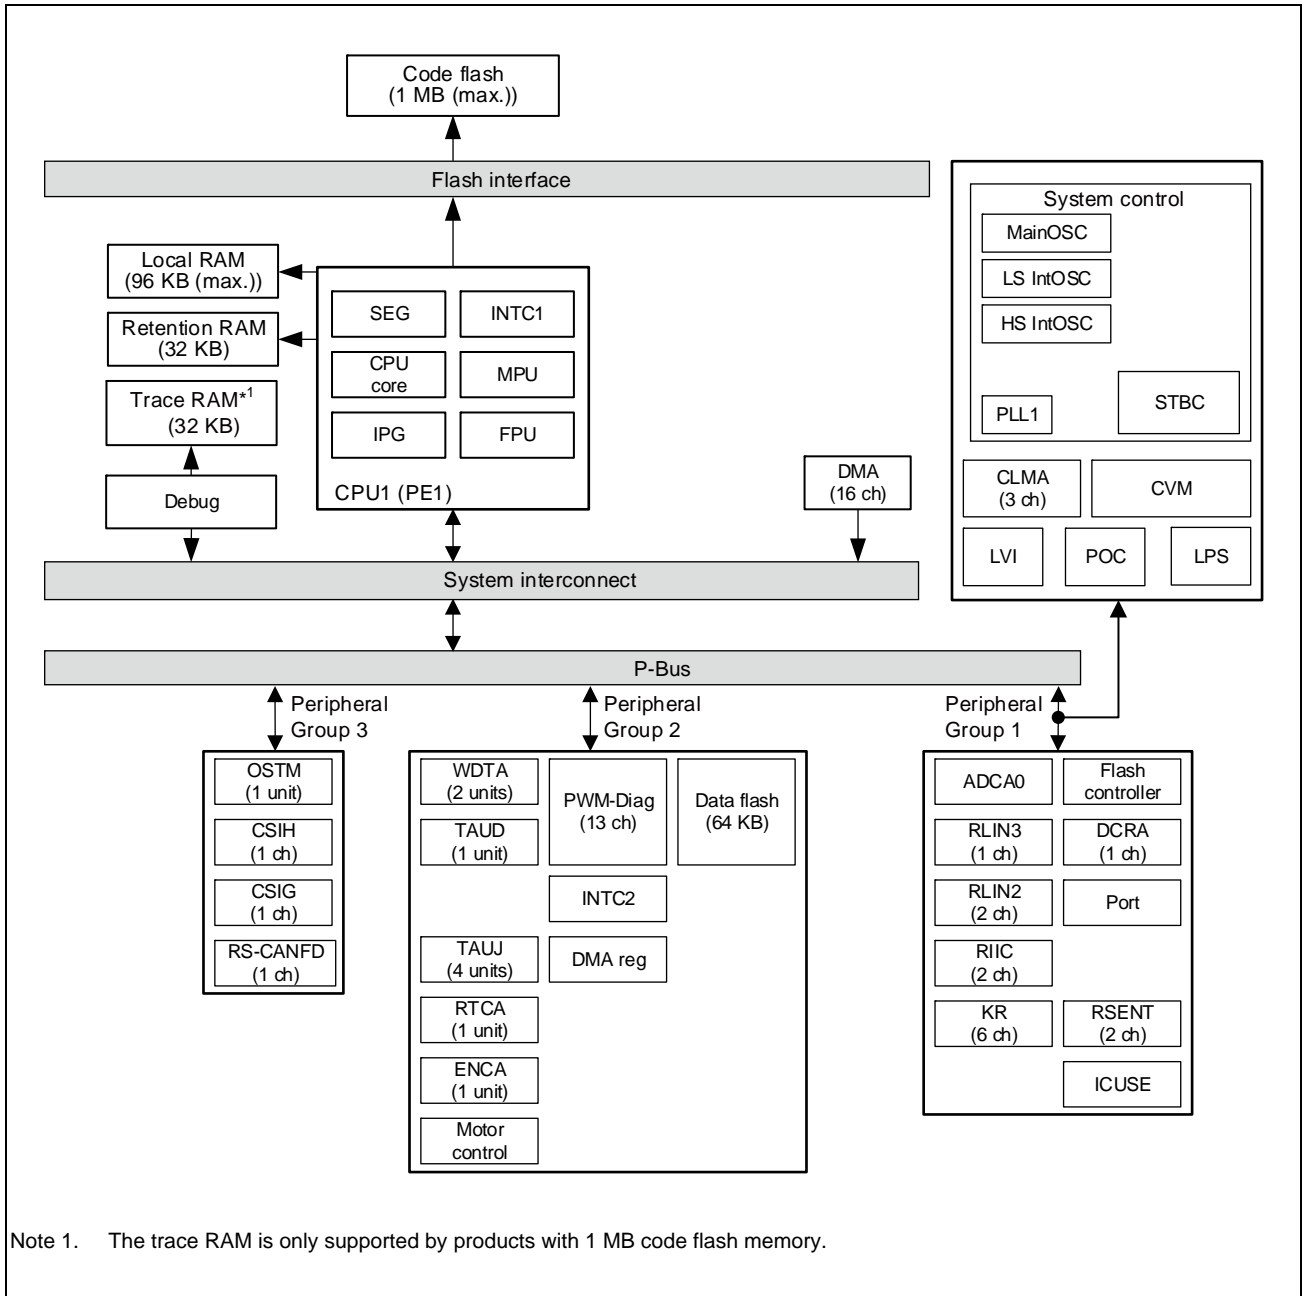 Code flash
(1 MB (max.))
Flash interface
Local RAM
(96 KB (max.))
Retention RAM
(32 KB)
Trace RAM*1
(32 KB)
Debug
SEG
INTC1
CPU
core
MPU
IPG
FPU
CPU1 (PE1)
DMA
(16 ch)
System control
MainOSC
LS IntOSC
HS IntOSC
PLL1
STBC
CLMA
(3 ch)
CVM
LVI
POC
LPS
System interconnect
P-Bus
Peripheral
Group 3
Peripheral
Group 2
Peripheral
Group 1
OSTM
(1 unit)
CSIH
(1 ch)
CSIG
(1 ch)
RS-CANFD
(1 ch)
WDTA
(2 units)
PWM-Diag
(13 ch)
Data flash
(64 KB)
TAUD
(1 unit)
INTC2
TAUJ
(4 units)
DMA reg
RTCA
(1 unit)
ENCA
(1 unit)
Motor
control
ADCA0
Flash
controller
RLIN3
(1 ch)
DCRA
(1 ch)
RLIN2
(2 ch)
Port
RIIC
(2 ch)
KR
(6 ch)
RSENT
(2 ch)
ICUSE
Note 1. The trace RAM is only supported by products with 1 MB code flash memory.